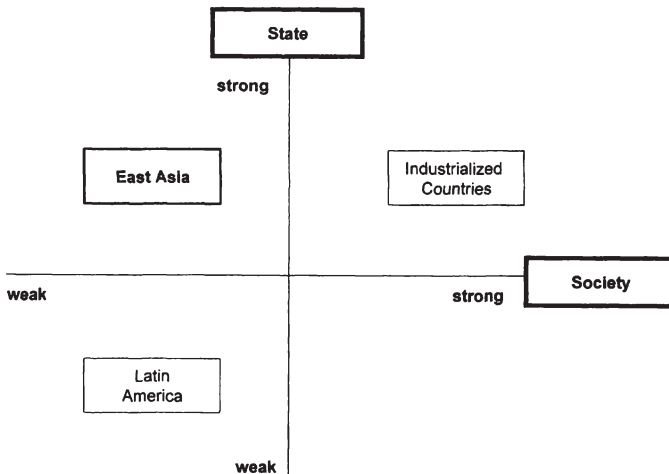 State
strong
East Asia
Industrialized
Countries
weak
strong
Society
Latin
America
weak